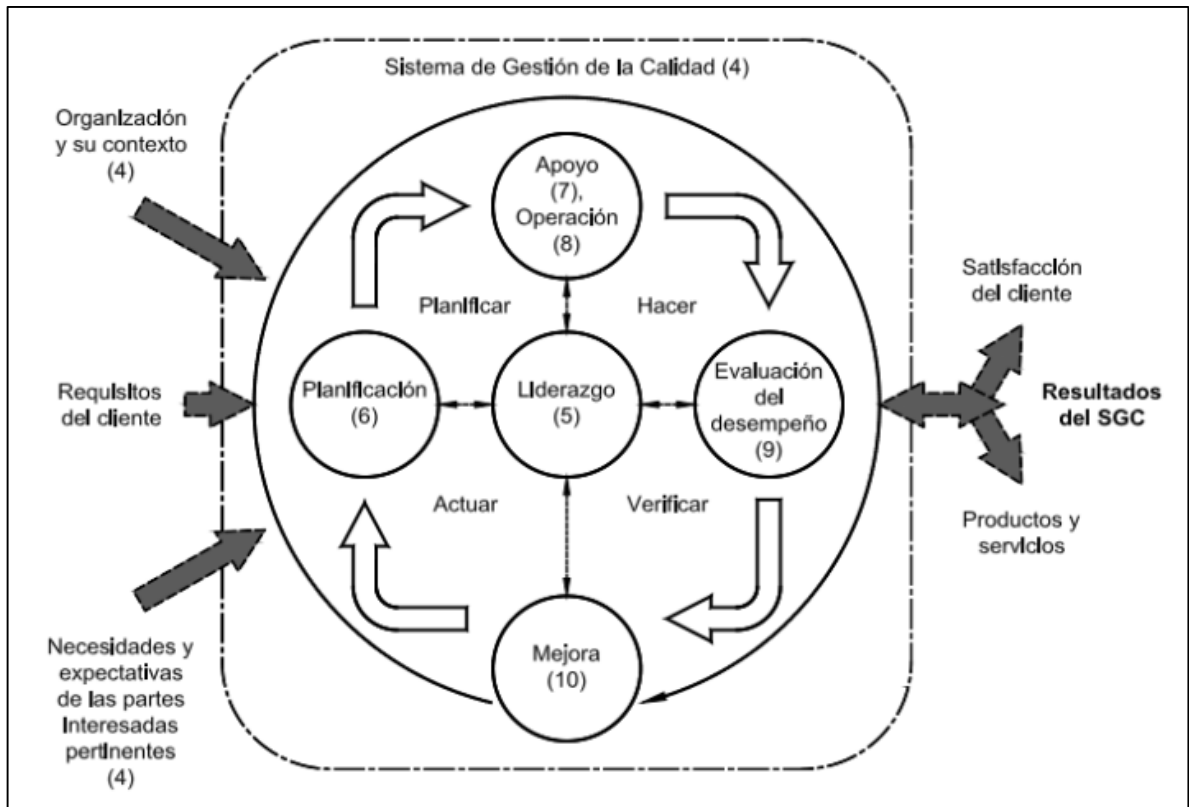 Sistema de Gestión de la Calidad (4)
Organización
y su contexto
(4)
Requisitos
del cliente
Necesidades y
expectativas
de las partes
Interesadas
pertinentes
(4)
Apoyo
(7),
Operación
(8)
Planificar
Hacer
Planificación
(6)
Liderazgo
(5)
Evaluación
del
desempeño
(9)
Actuar
Verificar
Mejora
(10)
Satisfacción
del cliente
Resultados
del SGC
Productos y
servicios